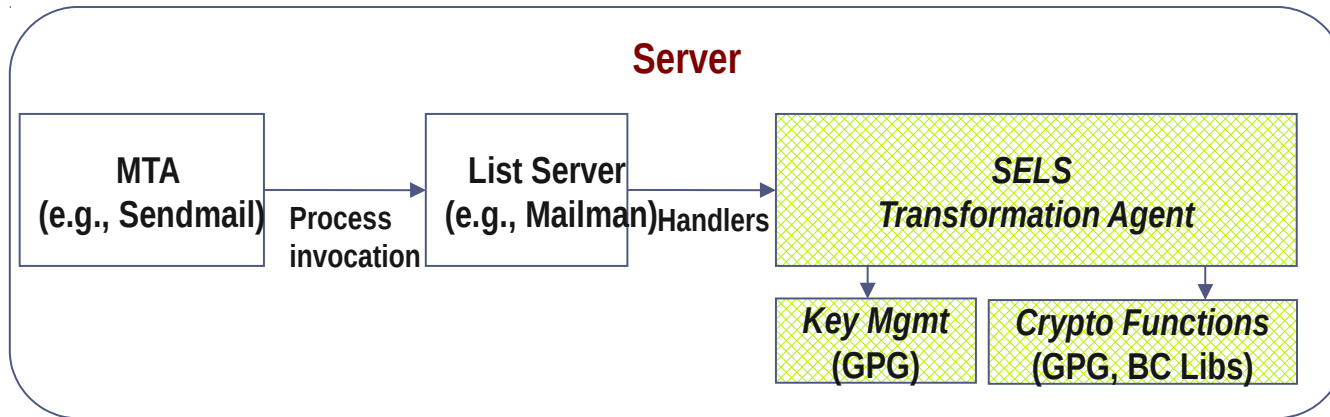 Server
MTA
(e.g., Sendmail)
Process
invocation
List Server
(e.g., Mailman)
Handlers
SELS
Transformation Agent
Key Mgmt
(GPG)
Crypto Functions
(GPG, BC Libs)